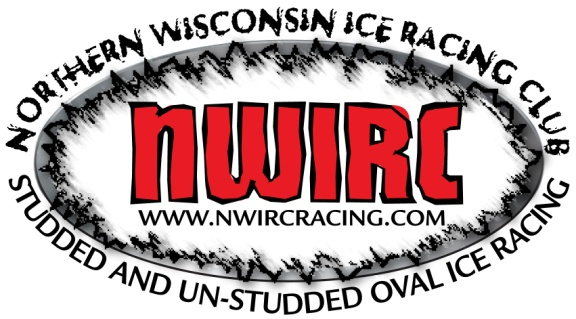 NORTHERN WISCONSIN ICE RACING CLUB
NWIRC
WWW.NWIRCRACING.COM
STUDDED AND UN-STUDDED OVAL ICE RACING